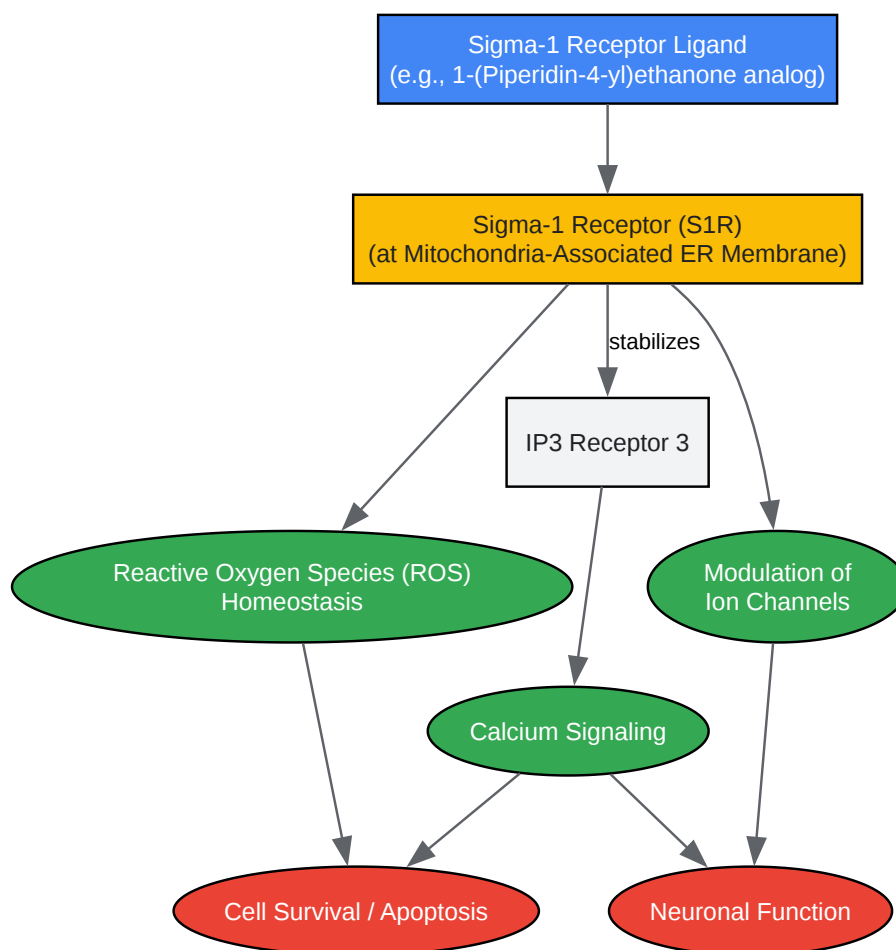 Sigma-1 Receptor Ligand
(e.g., 1-(Piperidin-4-yl)ethanone analog)
Sigma-1 Receptor (S1R)
(at Mitochondria-Associated ER Membrane)
stabilizes
IP3 Receptor 3
Reactive Oxygen Species (ROS)
Homeostasis
Modulation of
Ion Channels
Calcium Signaling
Cell Survival / Apoptosis
Neuronal Function